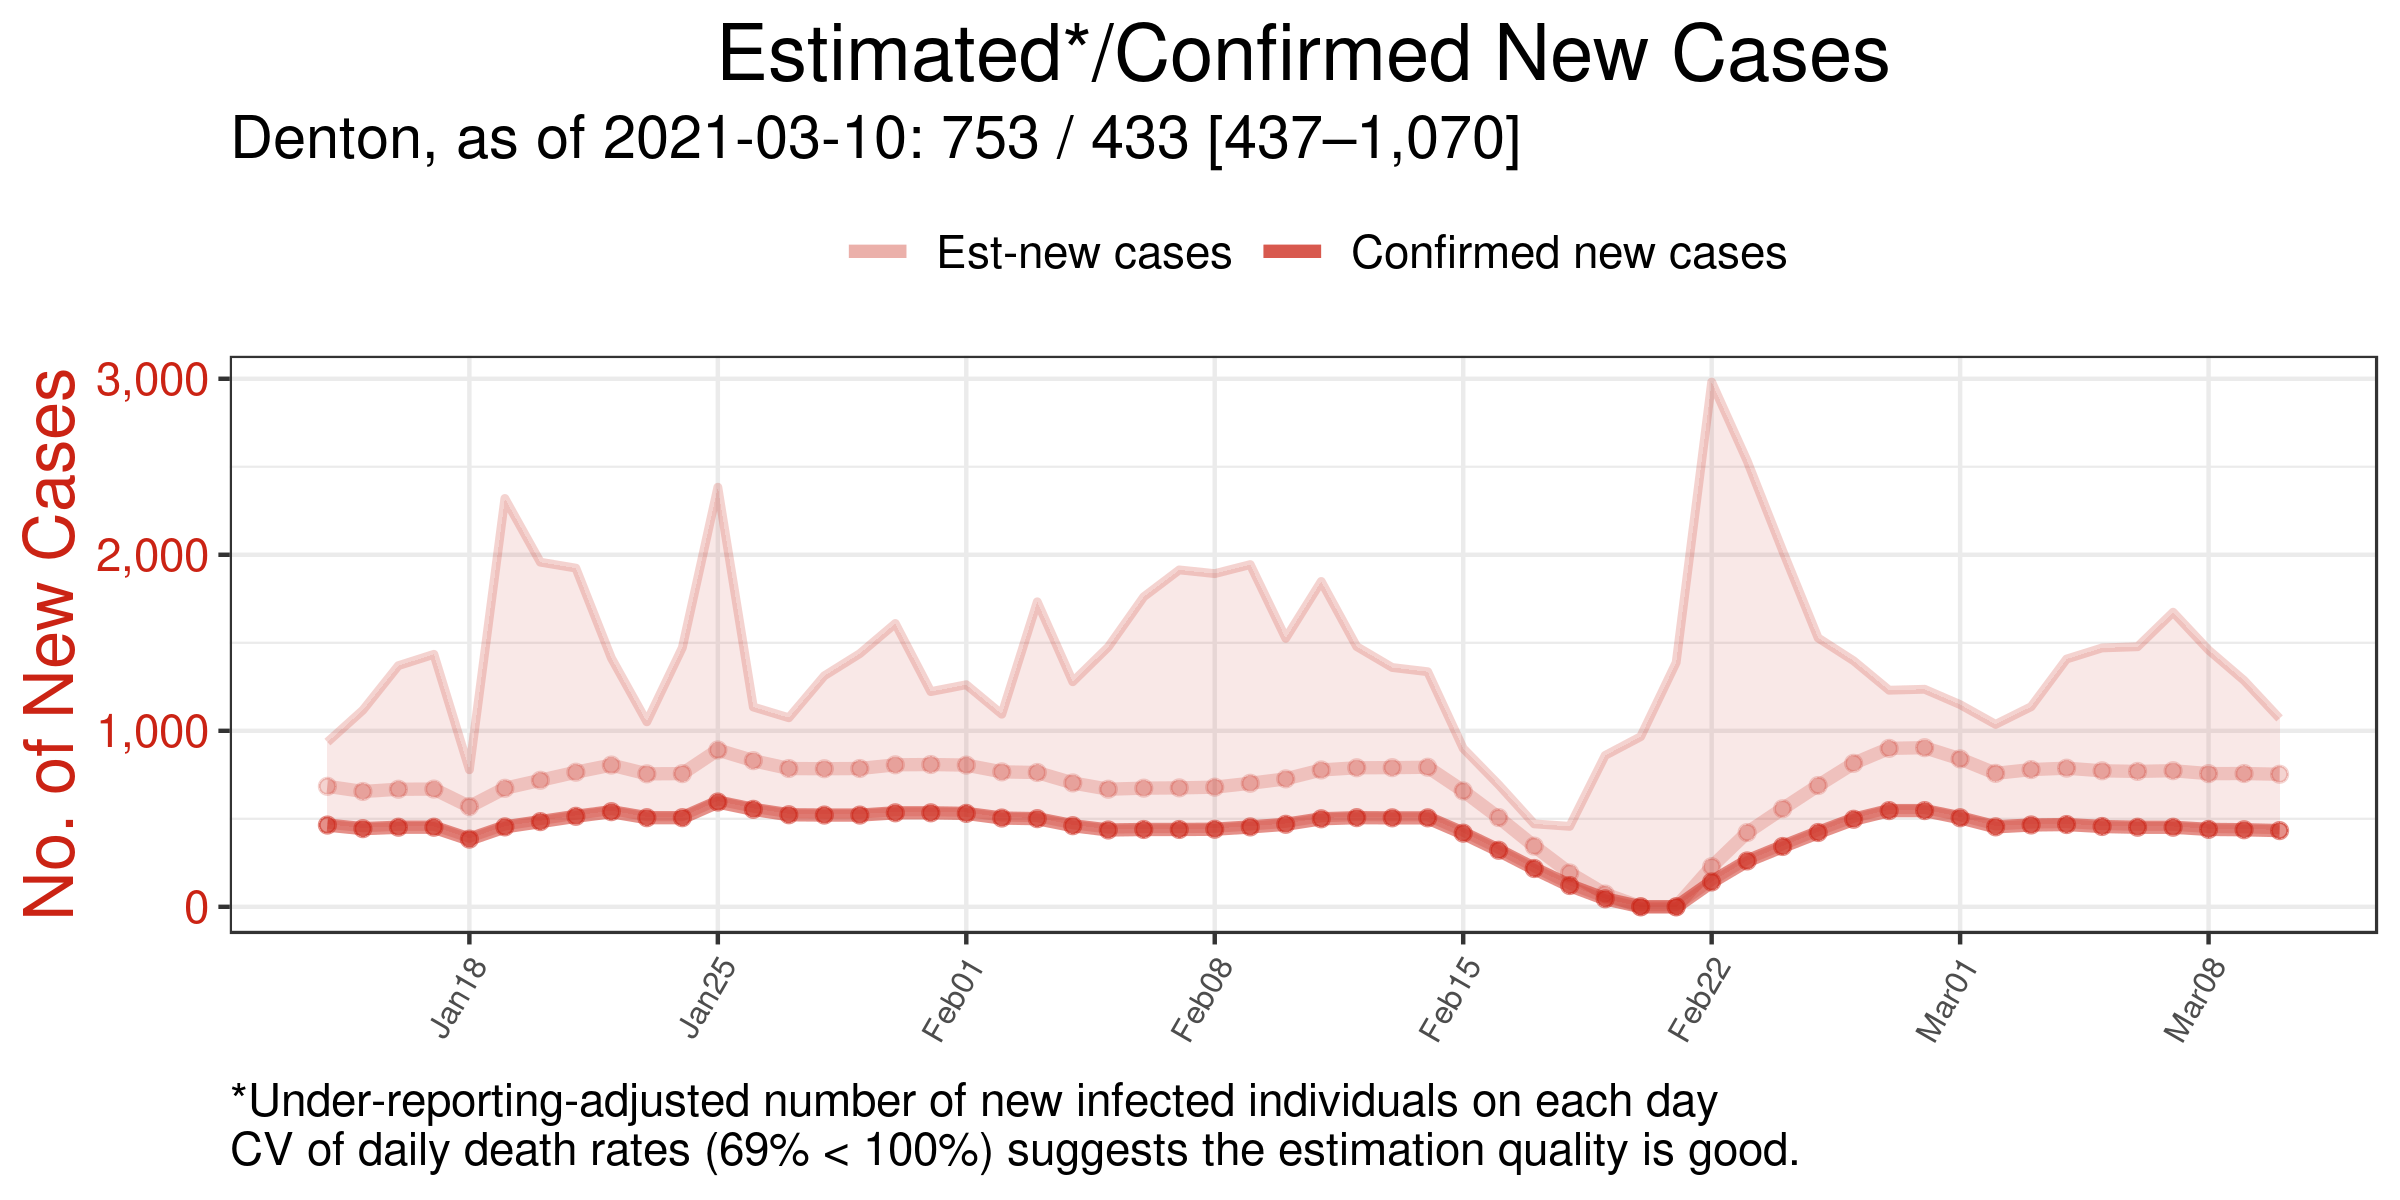 Estimated*/Confirmed New Cases
Denton, as of 2021-03-10: 753 / 433 [437–1,070]
Est-new cases
Confirmed new cases
No. of New Cases
3,000
2,000
1,000
0
Jan18
Jan25
Feb01
Feb08
Feb15
Feb22
Mar01
Mar08
*Under-reporting-adjusted number of new infected individuals on each day
CV of daily death rates (69% < 100%) suggests the estimation quality is good.